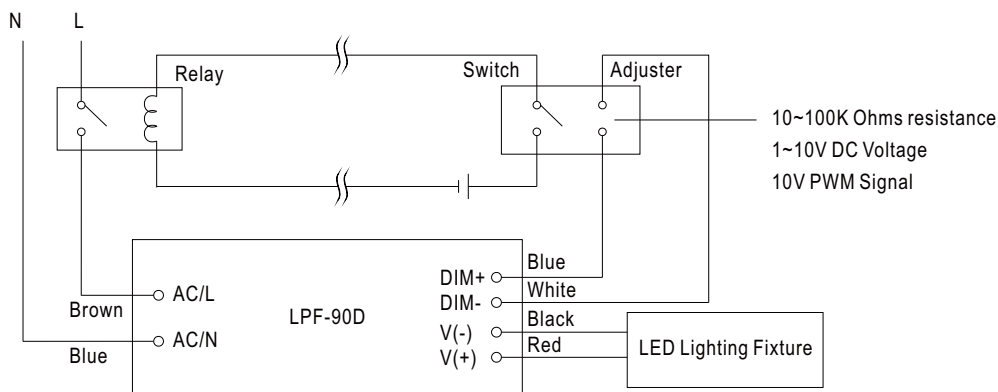 N L
Relay
Switch
Adjuster
10~100K Ohms resistance
1~10V DC Voltage
10V PWM Signal
Brown
Blue
AC/L
AC/N
LPF-90D
DIM+
DIM-
V(-)
V(+)
Blue
White
Black
Red
LED Lighting Fixture